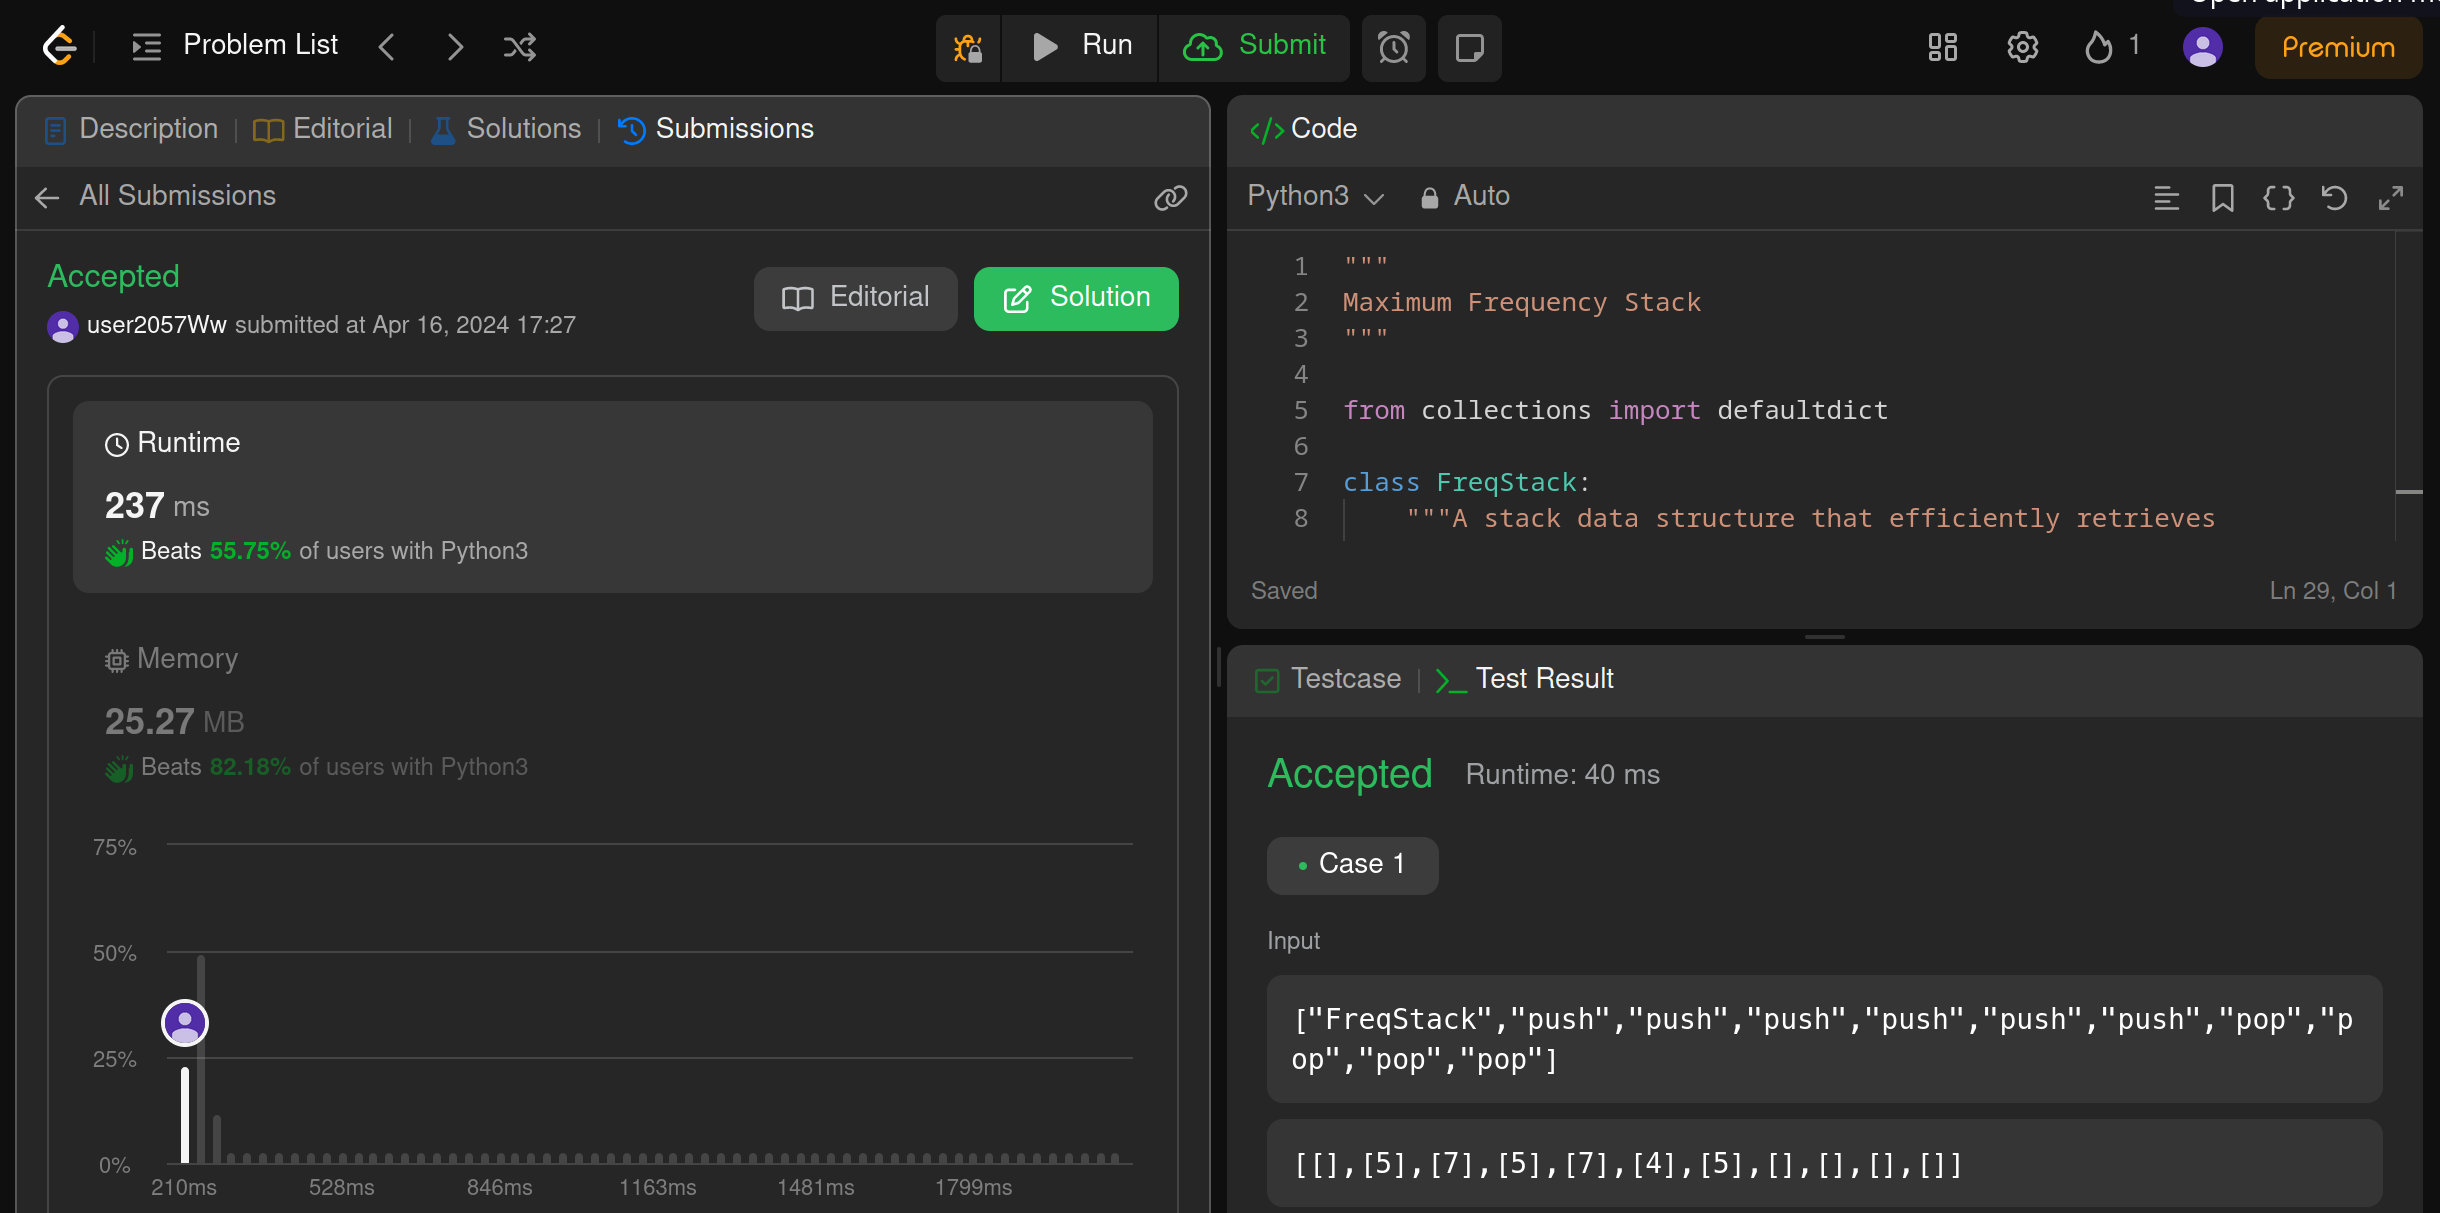 Problem List
Run
Submit
1
Premium
Description
Editorial
Solutions
Submissions
All Submissions
Accepted
user2057Ww submitted at Apr 16, 2024 17:27
Editorial
Solution
Runtime
237 ms
Beats 55.75% of users with Python3
Memory
25.27 MB
Beats 82.18% of users with Python3
75%
50%
25%
0%
210ms 528ms 846ms 1163ms 1481ms 1799ms
Code
Python3
Auto
1 """
2 Maximum Frequency Stack
3 """
4
5 from collections import defaultdict
6
7 class FreqStack:
8 """A stack data structure that efficiently retrieves
Saved
Ln 29, Col 1
Testcase
Test Result
Accepted
Runtime: 40 ms
Case 1
Input
["FreqStack","push","push","push","push","push","push","pop","p
op","pop","pop"]
[[],[5],[7],[5],[7],[4],[5],[],[],[],[]]